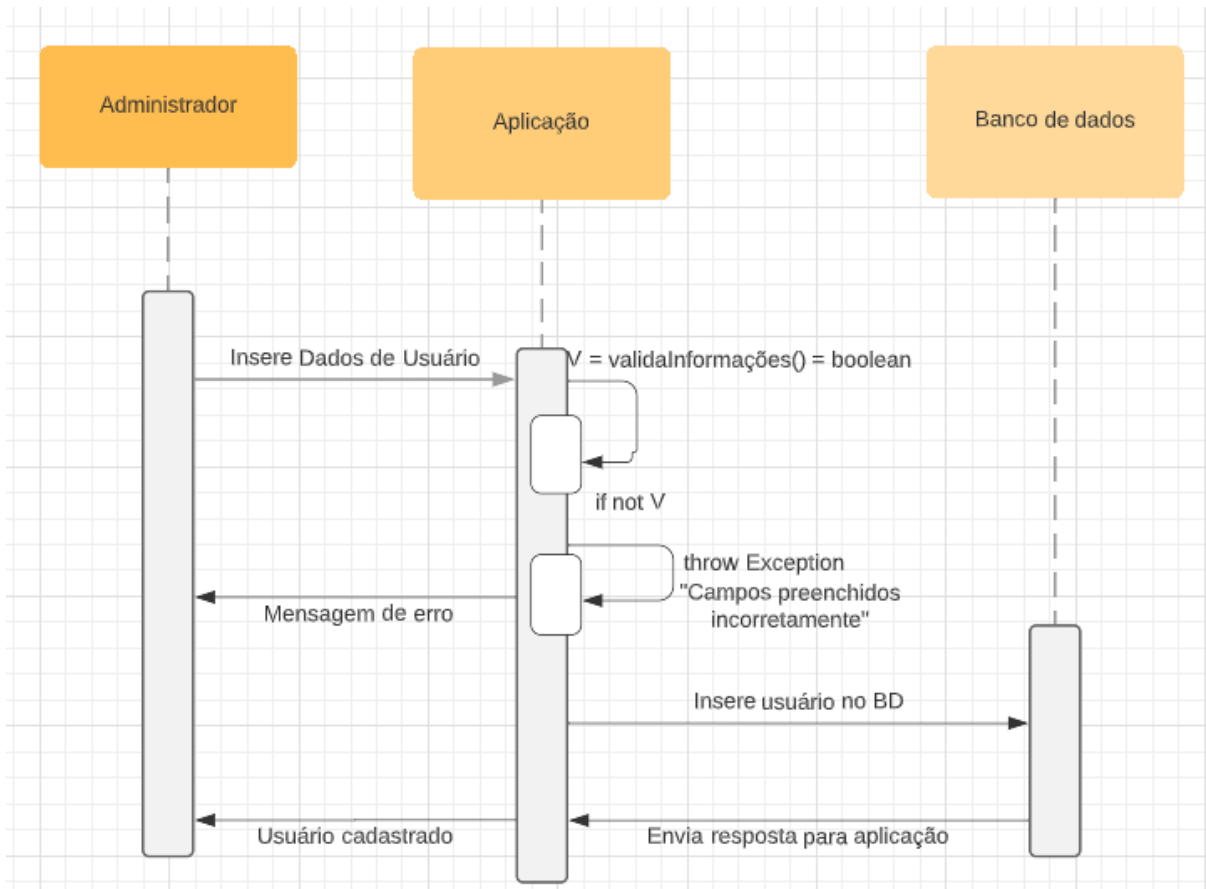 Administrador
Aplicação
Banco de dados
Insere Dados de Usuário
V = validaInformações() = boolean
if not V
throw Exception
"Campos preenchidos
incorretamente"
Mensagem de erro
Insere usuário no BD
Usuário cadastrado
Envia resposta para aplicação